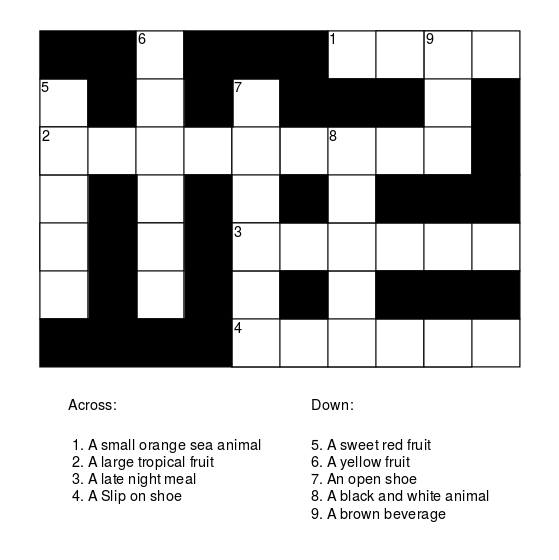 6 1 9
5 7
2 8
3
4
Across:
1. A small orange sea animal
2. A large tropical fruit
3. A late night meal
4. A Slip on shoe
Down:
5. A sweet red fruit
6. A yellow fruit
7. An open shoe
8. A black and white animal
9. A brown beverage